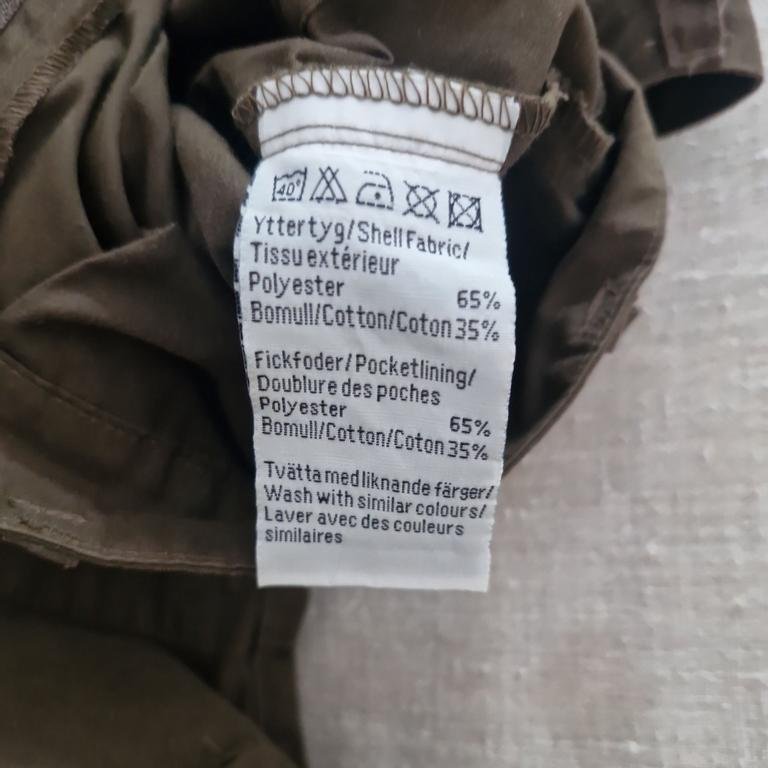 40°
Yttertyg/Shell Fabric/
Tissu extérieur
Polyester 65%
Bomull/Cotton/Coton 35%
Fickfoder/Pocketlining/
Doublure des poches
Polyester 65%
Bomull/Cotton/Coton 35%
Tvätta med liknande färger/
Wash with similar colours/
Laver avec des couleurs
similaires